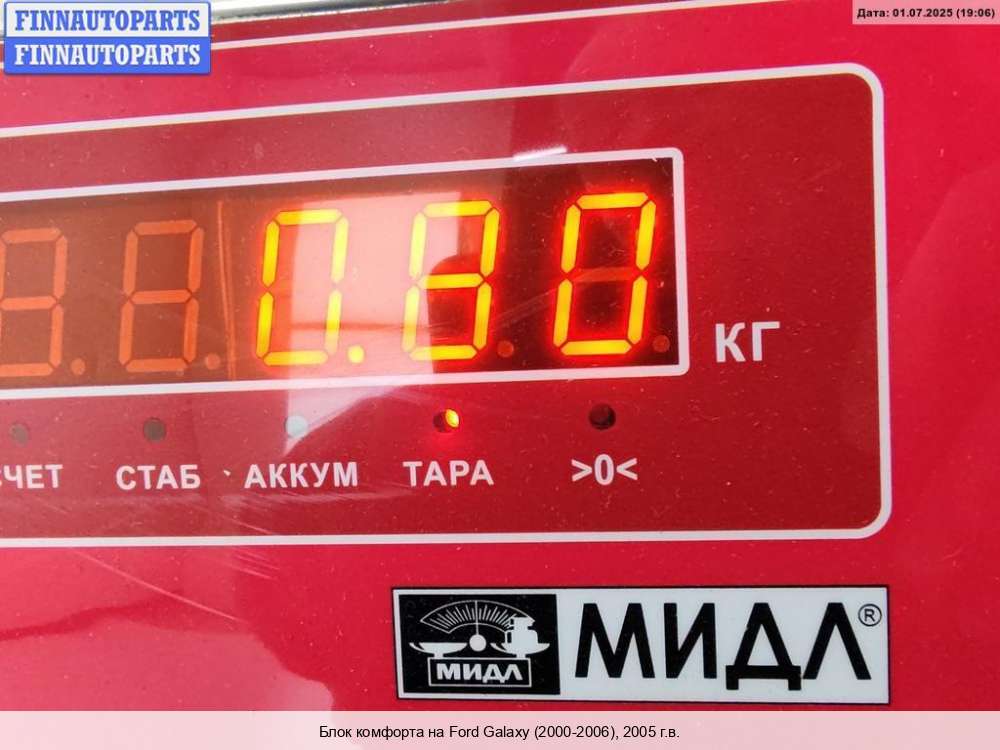 FINNAUTOPARTS
FINNAUTOPARTS
Дата: 01.07.2025 (19:06)
0.80
КГ
ЧЕТ СТАБ АККУМ ТАРА >0<
МИДЛ
МИДЛ®
Блок комфорта на Ford Galaxy (2000-2006), 2005 г.в.